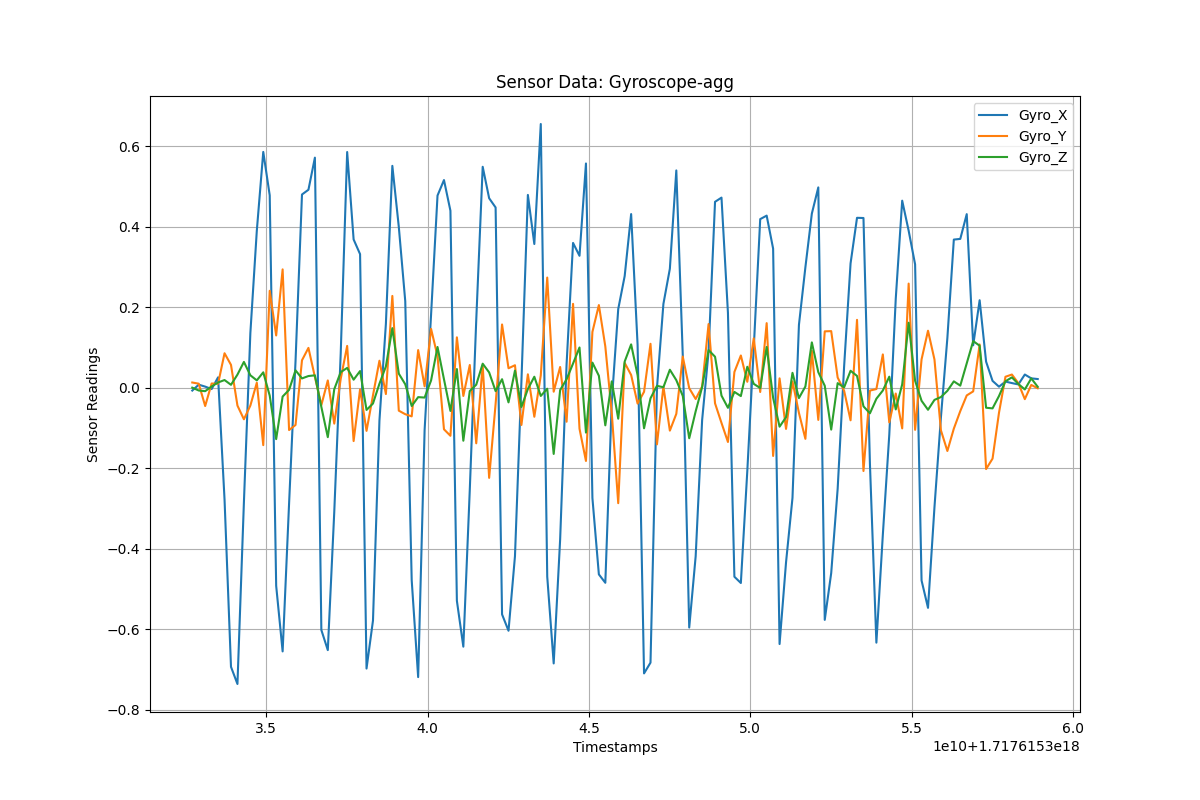 Sensor Data: Gyroscope-agg
Gyro_X
Gyro_Y
Gyro_Z
Sensor Readings
0.6
0.4
0.2
0.0
−0.2
−0.4
−0.6
−0.8
3.5 4.0 4.5 5.0 5.5 6.0
Timestamps
1e10+1.7176153e18